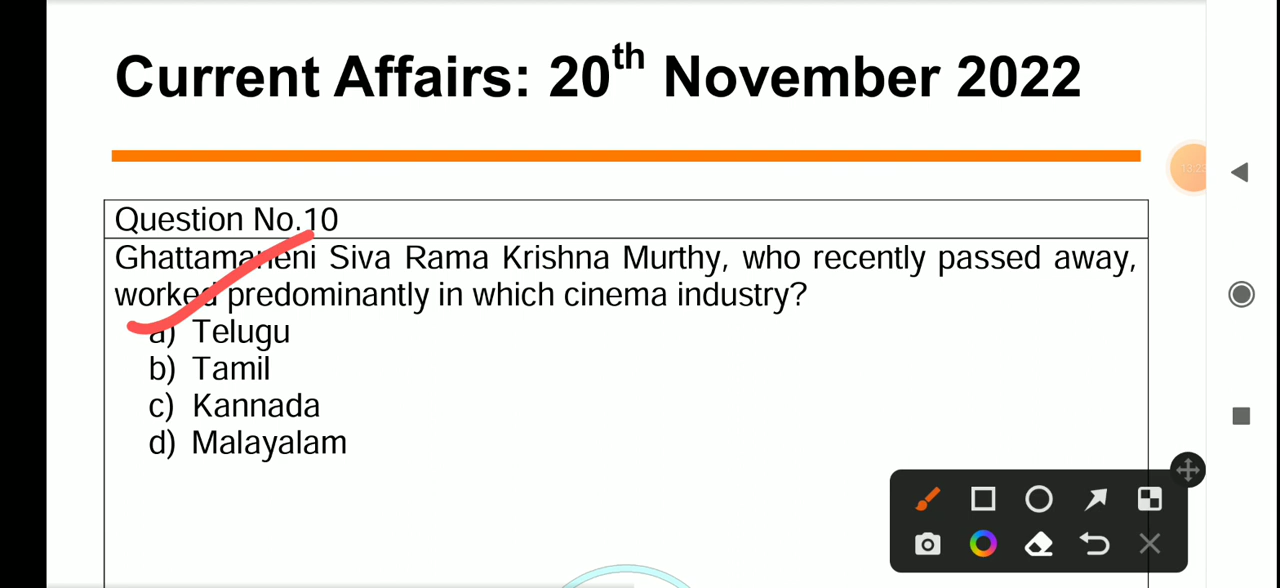 Current Affairs: 20th November 2022
Question No.10
Ghattamaneni Siva Rama Krishna Murthy, who recently passed away,
worked predominantly in which cinema industry?
a) Telugu
b) Tamil
c) Kannada
d) Malayalam